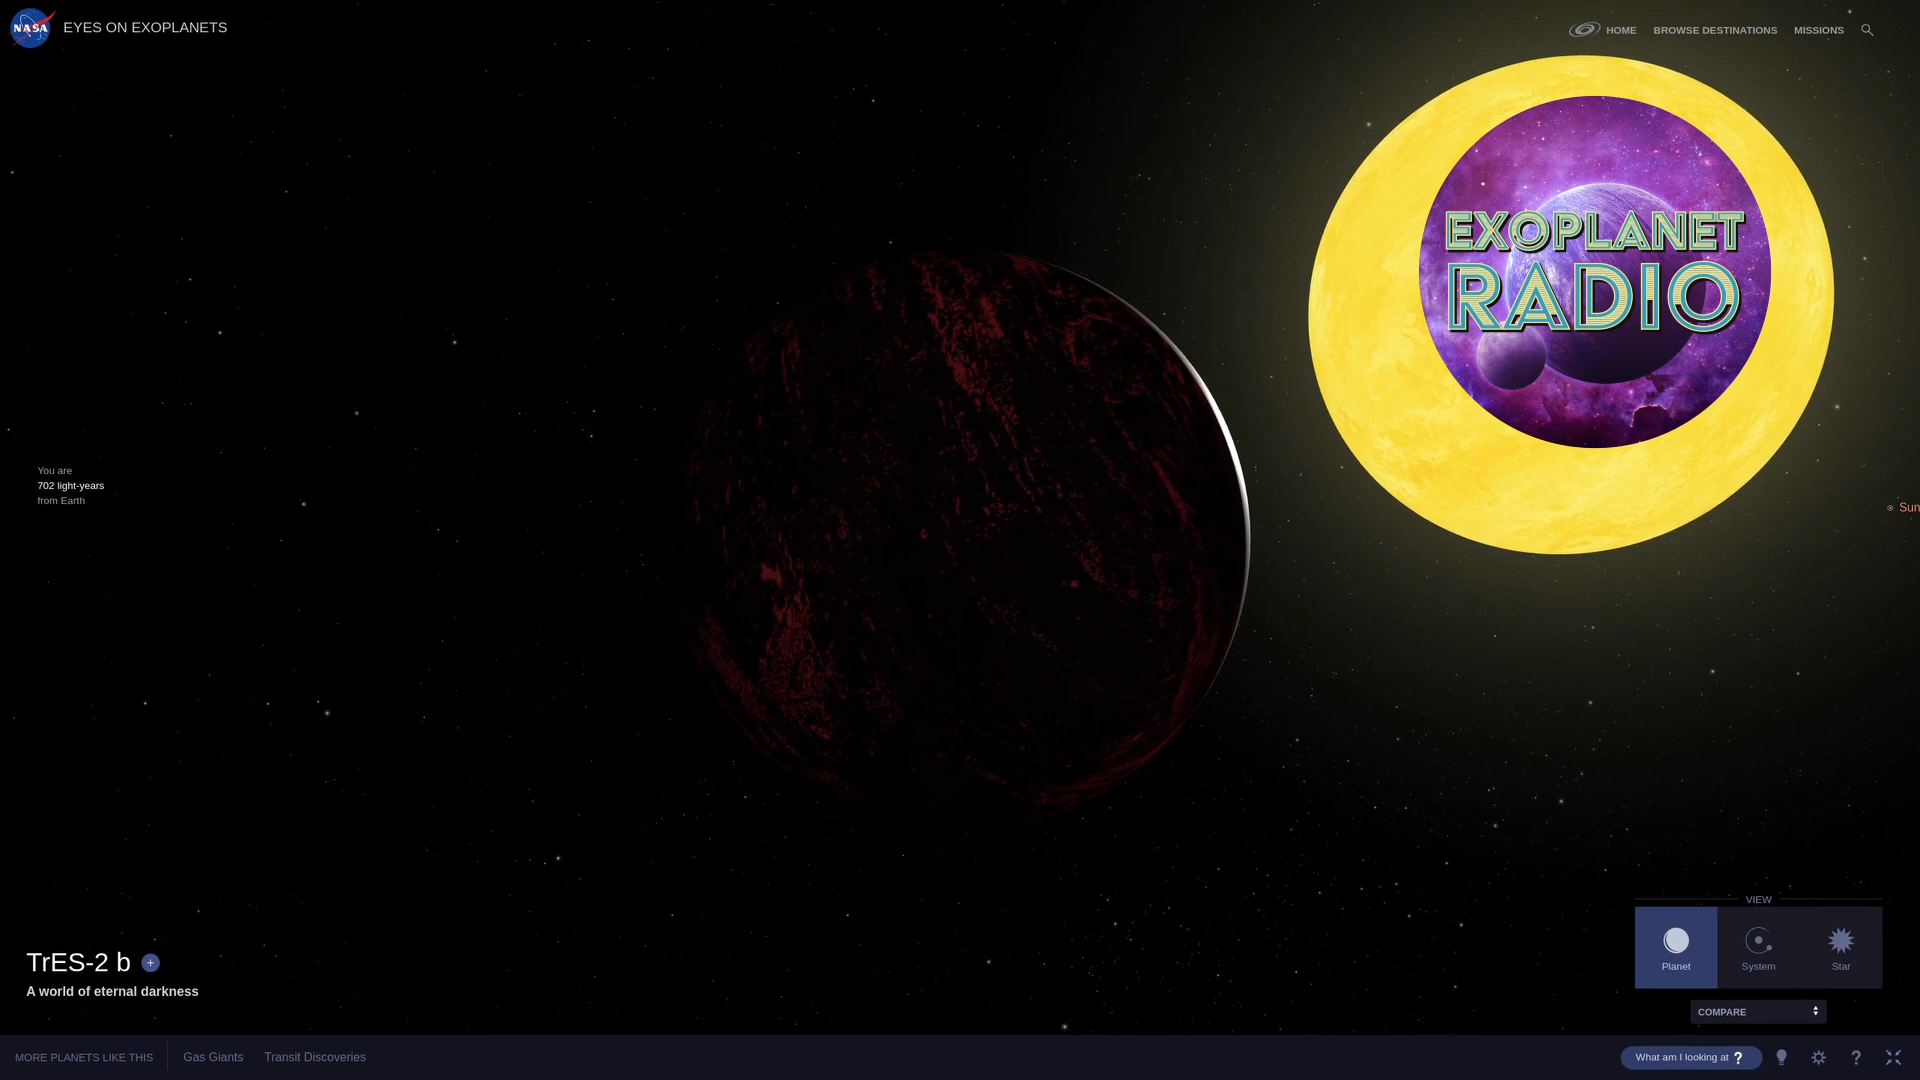 NASA
EYES ON EXOPLANETS
HOME
BROWSE DESTINATIONS
MISSIONS
EXOPLANET
RADIO
You are
702 light-years
from Earth
Sun
TrES-2 b +
A world of eternal darkness
VIEW
Planet
System
Star
COMPARE
MORE PLANETS LIKE THIS
Gas Giants
Transit Discoveries
What am I looking at ?
?